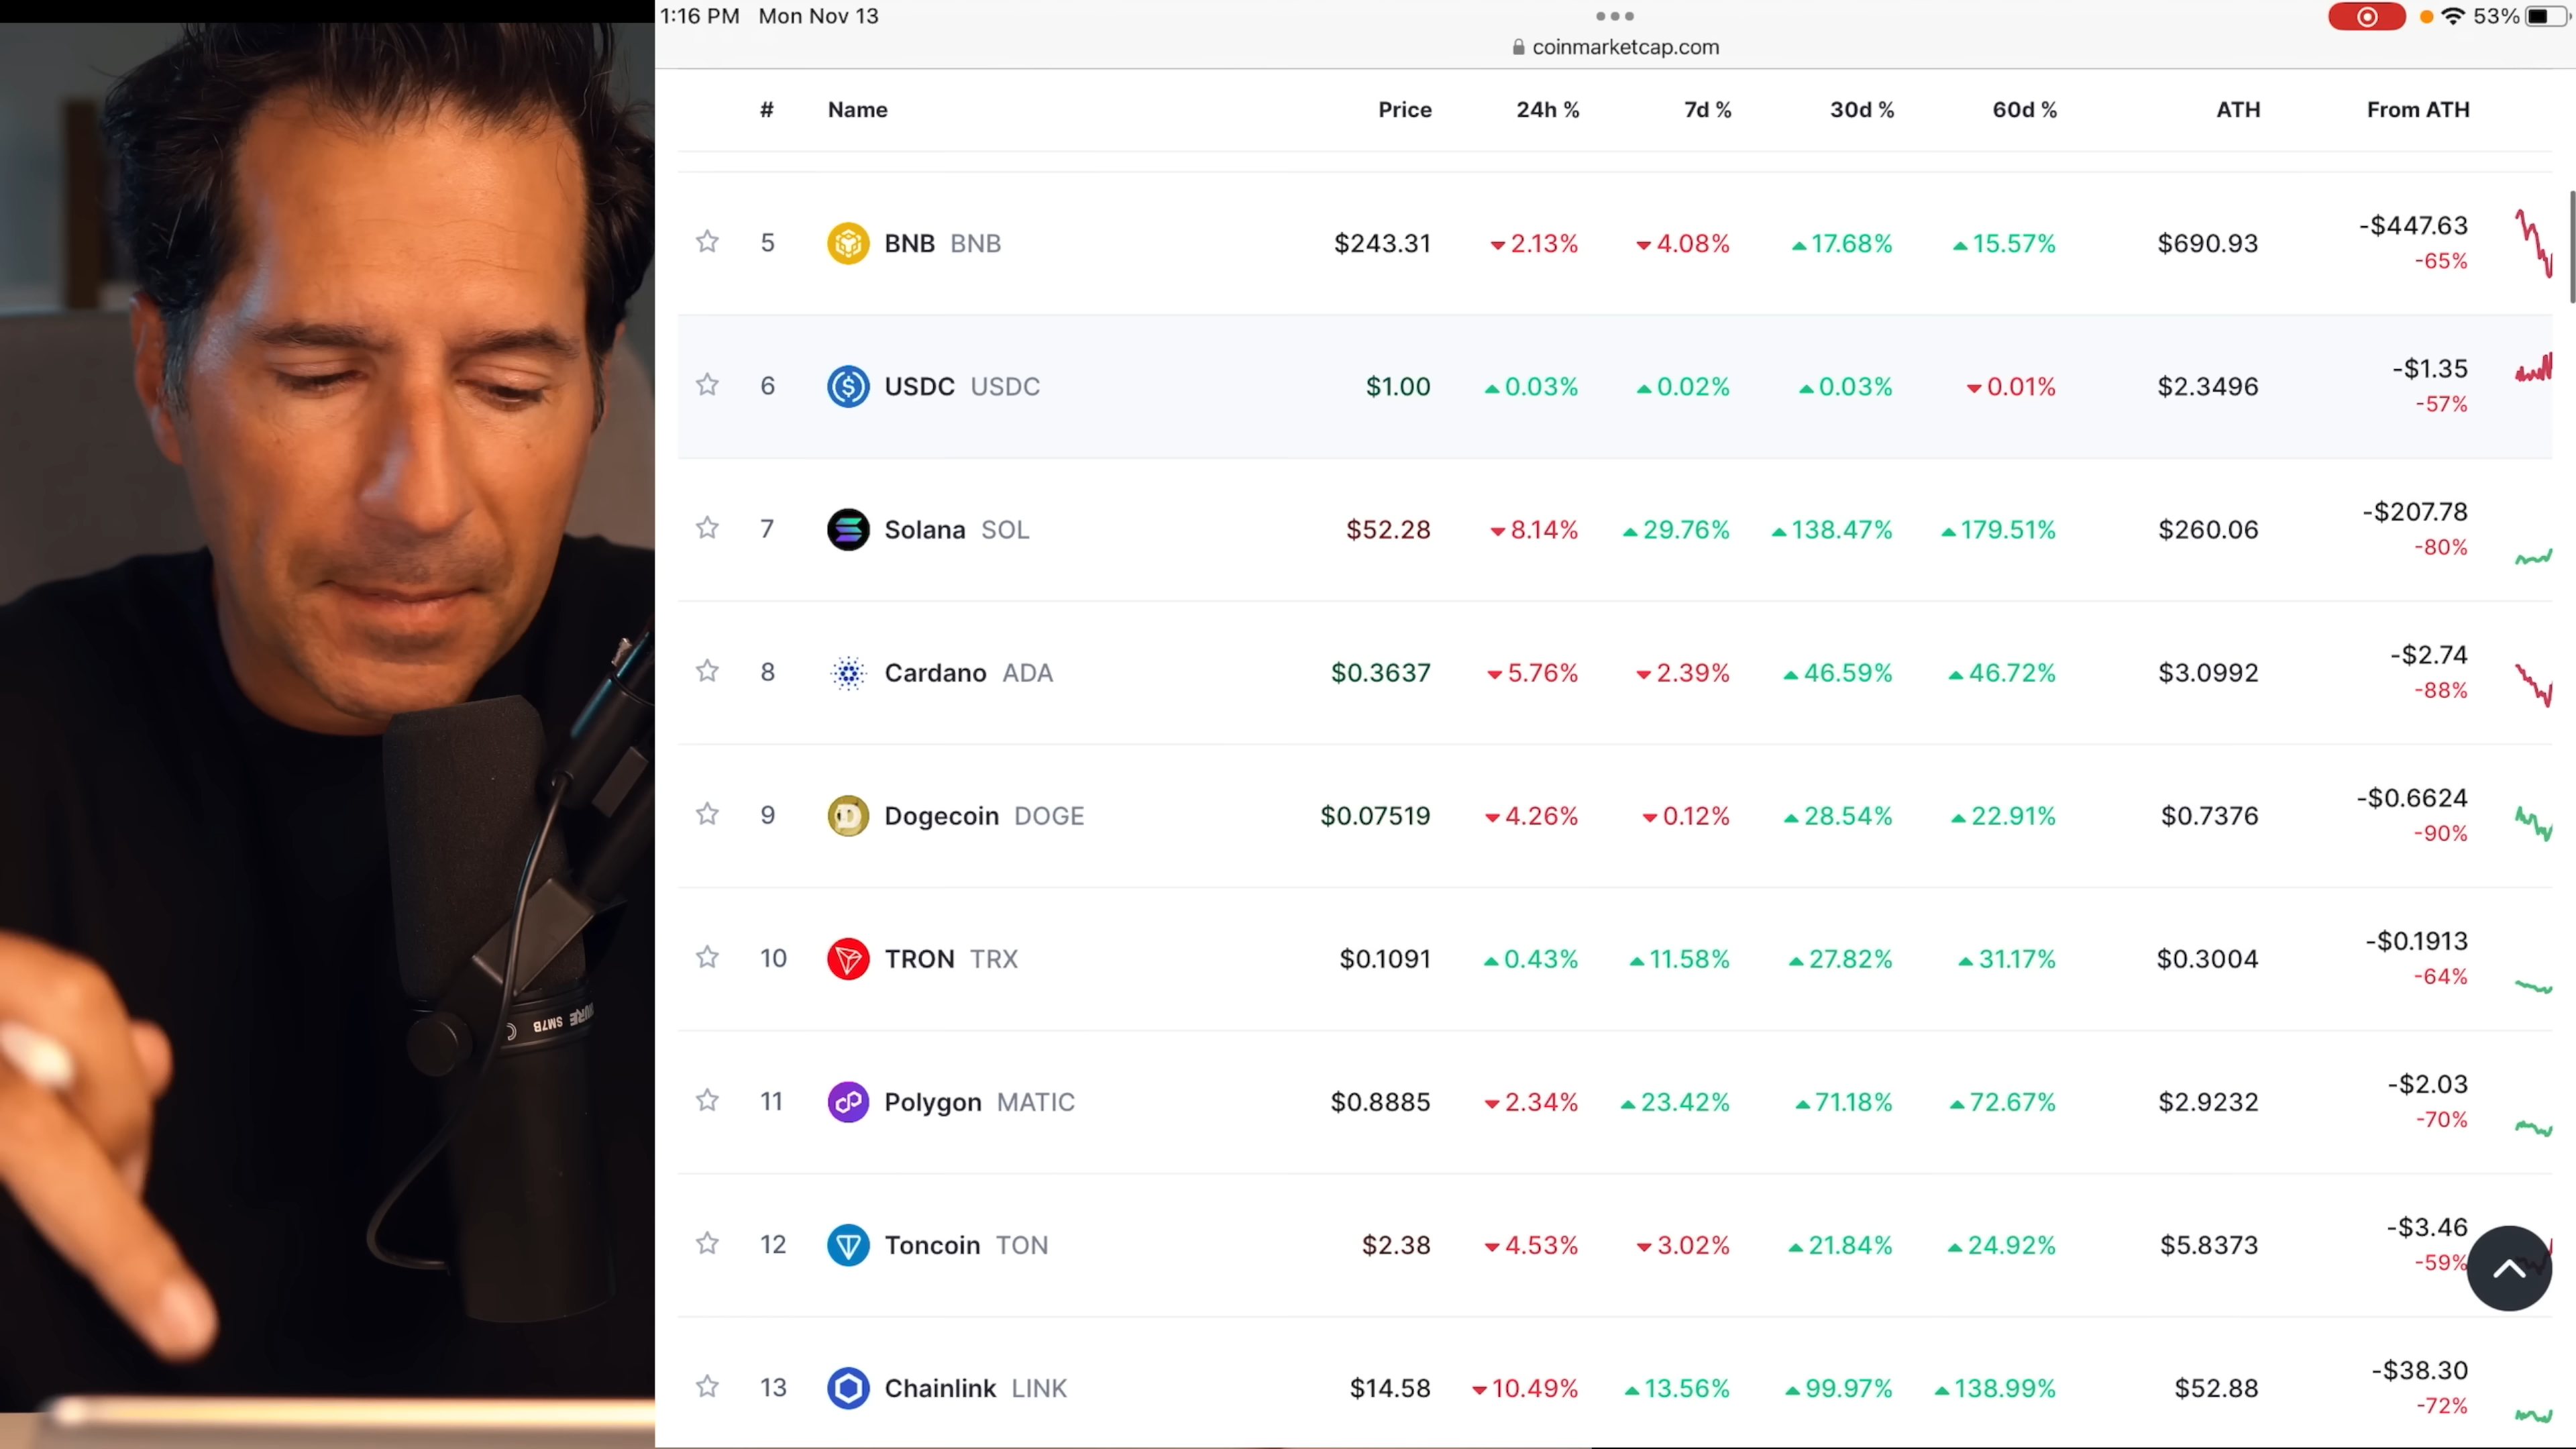 1:16 PM Mon Nov 13
53%
coinmarketcap.com
# Name Price 24h % 7d % 30d % 60d % ATH From ATH
5 BNB BNB $243.31 2.13% 4.08% 17.68% 15.57% $690.93 -$447.63
-65%
6 USDC USDC $1.00 0.03% 0.02% 0.03% 0.01% $2.3496 -$1.35
-57%
7 Solana SOL $52.28 8.14% 29.76% 138.47% 179.51% $260.06 -$207.78
-80%
8 Cardano ADA $0.3637 5.76% 2.39% 46.59% 46.72% $3.0992 -$2.74
-88%
9 Dogecoin DOGE $0.07519 4.26% 0.12% 28.54% 22.91% $0.7376 -$0.6624
-90%
10 TRON TRX $0.1091 0.43% 11.58% 27.82% 31.17% $0.3004 -$0.1913
-64%
11 Polygon MATIC $0.8885 2.34% 23.42% 71.18% 72.67% $2.9232 -$2.03
-70%
12 Toncoin TON $2.38 4.53% 3.02% 21.84% 24.92% $5.8373 -$3.46
-59%
13 Chainlink LINK $14.58 10.49% 13.56% 99.97% 138.99% $52.88 -$38.30
-72%
SHURE SM7B